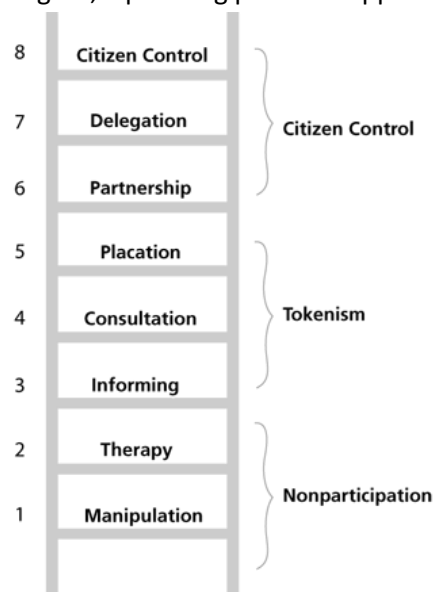 8 Citizen Control
7 Delegation
Citizen Control
6 Partnership
5 Placation
4 Consultation
Tokenism
3 Informing
2 Therapy
Nonparticipation
1 Manipulation